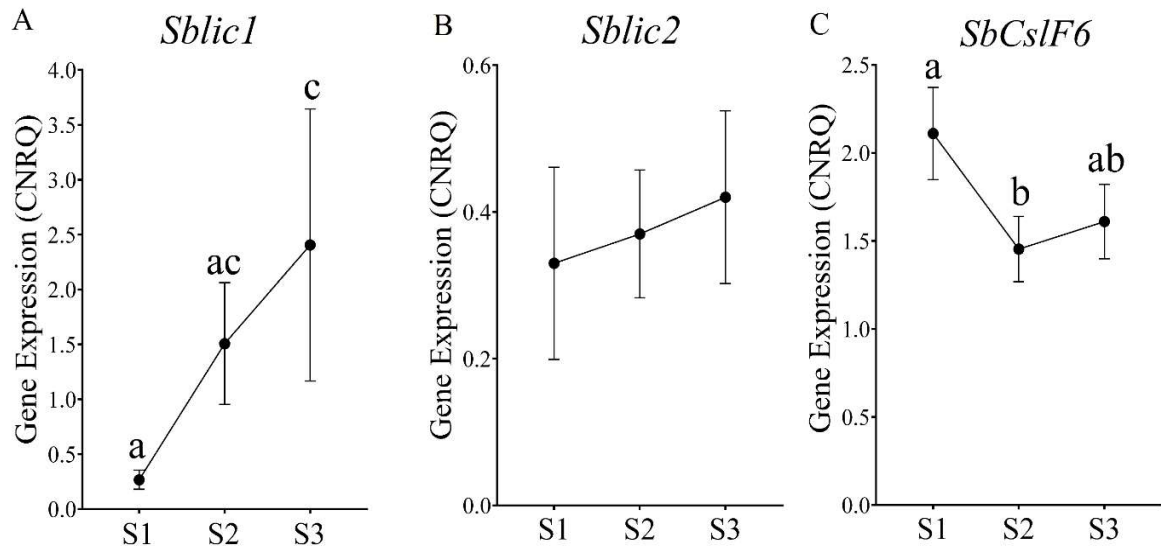 A
Sblic1
Gene Expression (CNRQ)
4.0
3.5
3.0
2.5
2.0
1.5
1.0
0.5
0.0
a
ac
c
S1
S2
S3
B
Sblic2
Gene Expression (CNRQ)
0.6
0.4
0.2
0.0
S1
S2
S3
C
SbCslF6
Gene Expression (CNRQ)
2.5
2.0
1.5
1.0
0.5
0.0
a
b
ab
S1
S2
S3